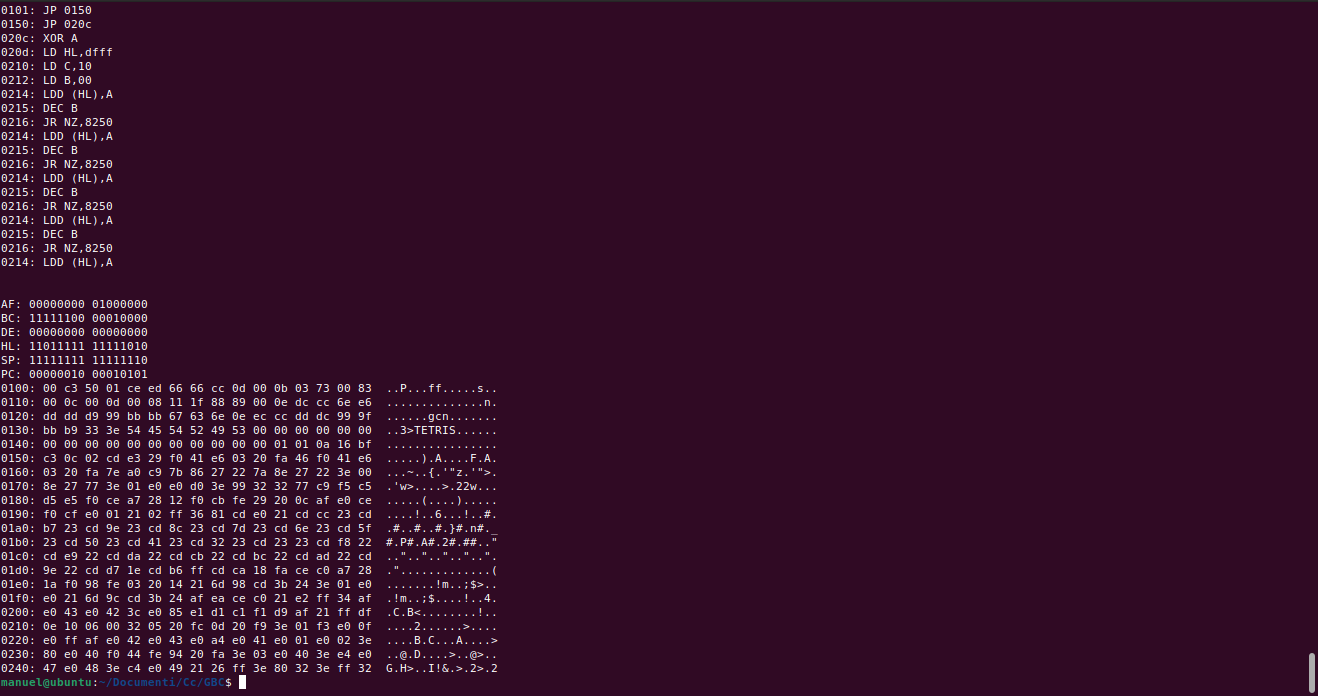 0101: JP 0150
0150: JP 020c
020c: XOR A
020d: LD HL,dfff
0210: LD C,10
0212: LD B,00
0214: LDD (HL),A
0215: DEC B
0216: JR NZ,8250
0214: LDD (HL),A
0215: DEC B
0216: JR NZ,8250
0214: LDD (HL),A
0215: DEC B
0216: JR NZ,8250
0214: LDD (HL),A
0215: DEC B
0216: JR NZ,8250
0214: LDD (HL),A
AF: 00000000 01000000
BC: 11111100 00010000
DE: 00000000 00000000
HL: 11011111 11111010
SP: 11111111 11111110
PC: 00000010 00010101
0100: 00 c3 50 01 ce ed 66 66 cc 0d 00 0b 03 73 00 83  ..P...ff.....s..
0110: 00 0c 00 0d 00 08 11 1f 88 89 00 0e dc cc 6e e6  ..............n.
0120: dd dd d9 99 bb bb 67 63 6e 0e ec cc dd dc 99 9f  ......gcn.......
0130: bb b9 33 3e 54 45 54 52 49 53 00 00 00 00 00 00  ..3>TETRIS......
0140: 00 00 00 00 00 00 00 00 00 00 00 01 01 0a 16 bf  ................
0150: c3 0c 02 cd e3 29 f0 41 e6 03 20 fa 46 f0 41 e6  .....).A....F.A.
0160: 03 20 fa 7e a0 c9 7b 86 27 22 7a 8e 27 22 3e 00  ...~..{.'"z.'">.
0170: 8e 27 77 3e 01 e0 e0 d0 3e 99 32 32 77 c9 f5 c5  .'w>....>.22w...
0180: d5 e5 f0 ce a7 28 12 f0 cb fe 29 20 0c af e0 ce  .....(....).....
0190: f0 cf e0 01 21 02 ff 36 81 cd e0 21 cd cc 23 cd  ....!..6...!..#.
01a0: b7 23 cd 9e 23 cd 8c 23 cd 7d 23 cd 6e 23 cd 5f  .#..#..#.}#.n#._
01b0: 23 cd 50 23 cd 41 23 cd 32 23 cd 23 23 cd f8 22  #.P#.A#.2#.##.."
01c0: cd e9 22 cd da 22 cd cb 22 cd bc 22 cd ad 22 cd  ..".."..".."..".
01d0: 9e 22 cd d7 1e cd b6 ff cd ca 18 fa ce c0 a7 28  .".............(
01e0: 1a f0 98 fe 03 20 14 21 6d 98 cd 3b 24 3e 01 e0  .......!m..;$>..
01f0: e0 21 6d 9c cd 3b 24 af ea ce c0 21 e2 ff 34 af  .!m..;$....!..4.
0200: e0 43 e0 42 3c e0 85 e1 d1 c1 f1 d9 af 21 ff df  .C.B<........!..
0210: 0e 10 06 00 32 05 20 fc 0d 20 f9 3e 01 f3 e0 0f  ....2......>....
0220: e0 ff af e0 42 e0 43 e0 a4 e0 41 e0 01 e0 02 3e  ....B.C...A....>
0230: 80 e0 40 f0 44 fe 94 20 fa 3e 03 e0 40 3e e4 e0  ..@.D....>..@>..
0240: 47 e0 48 3e c4 e0 49 21 26 ff 3e 80 32 3e ff 32  G.H>..I!&.>.2>.2
manuel@ubuntu:~/Documenti/Cc/GBC$